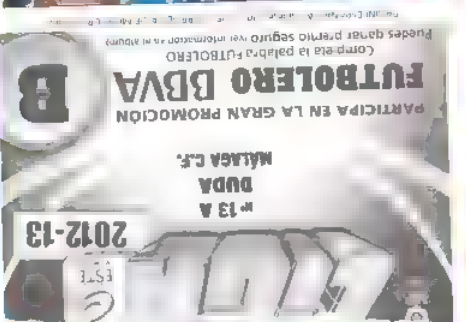 ESTE
2012-13
nº 13 A
DUDA
MÁLAGA C.F.
PARTICIPA EN LA GRAN PROMOCIÓN
FUTBOLERO BBVA
B
Completa la palabra FUTBOLERO
Puedes ganar premio seguro (ver información en el álbum)